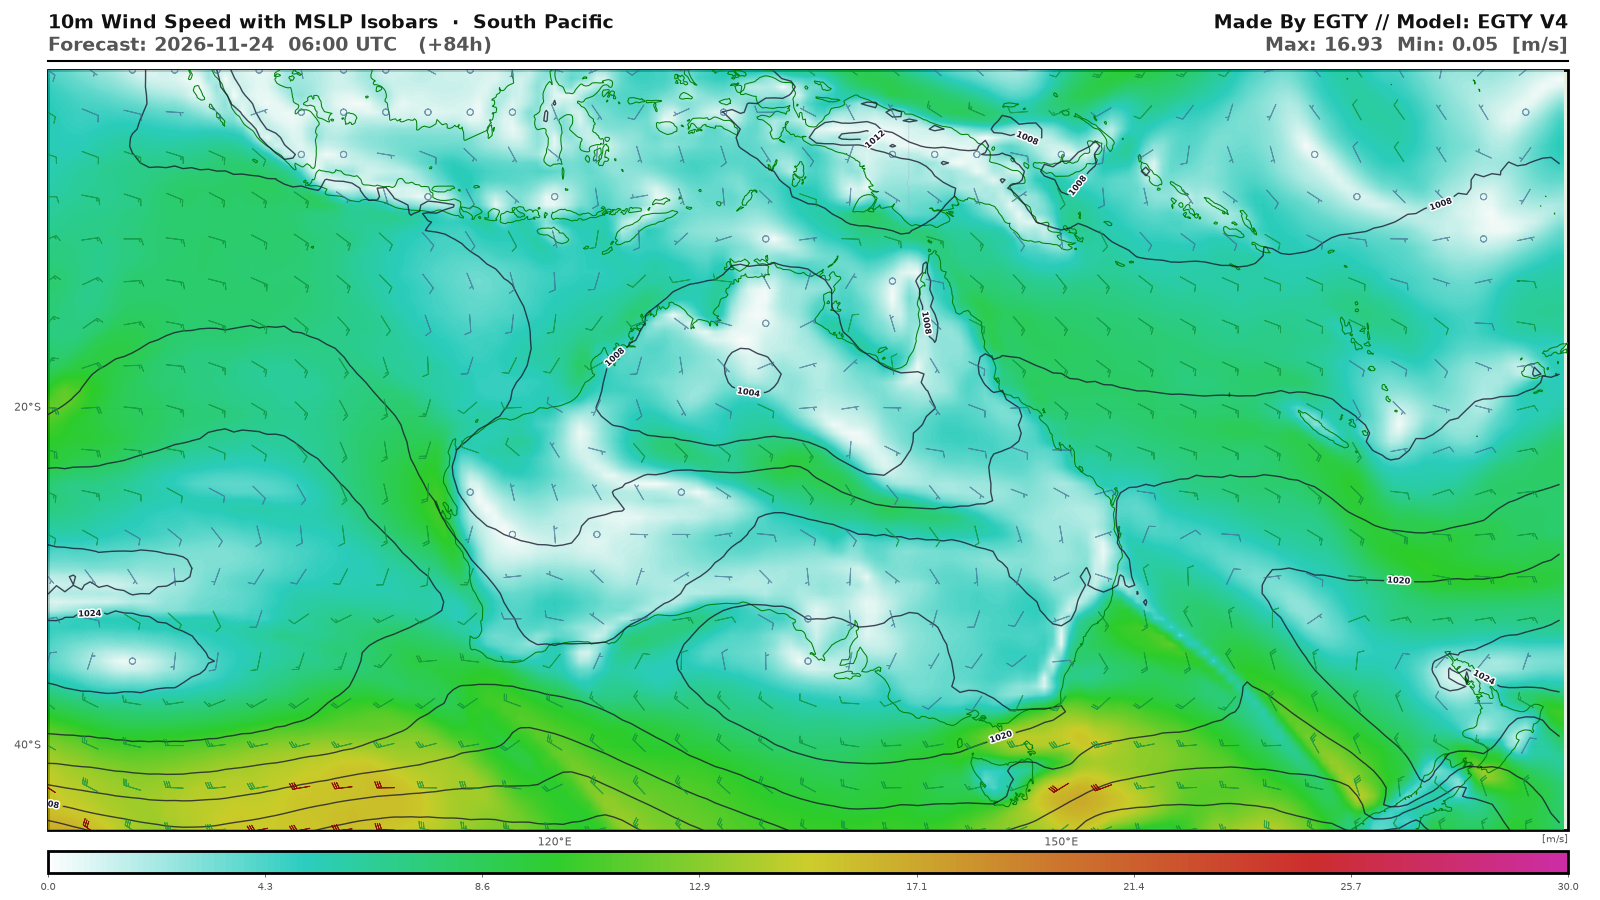 10m Wind Speed with MSLP Isobars · South Pacific
Made By EGTY // Model: EGTY V4
Forecast: 2026-11-24 06:00 UTC (+84h)
Max: 16.93 Min: 0.05 [m/s]
1012
1008
1008
1008
1008
1008
1004
20°S
1020
1024
1024
1020
40°S
08
120°E
150°E
[m/s]
0.0
4.3
8.6
12.9
17.1
21.4
25.7
30.0